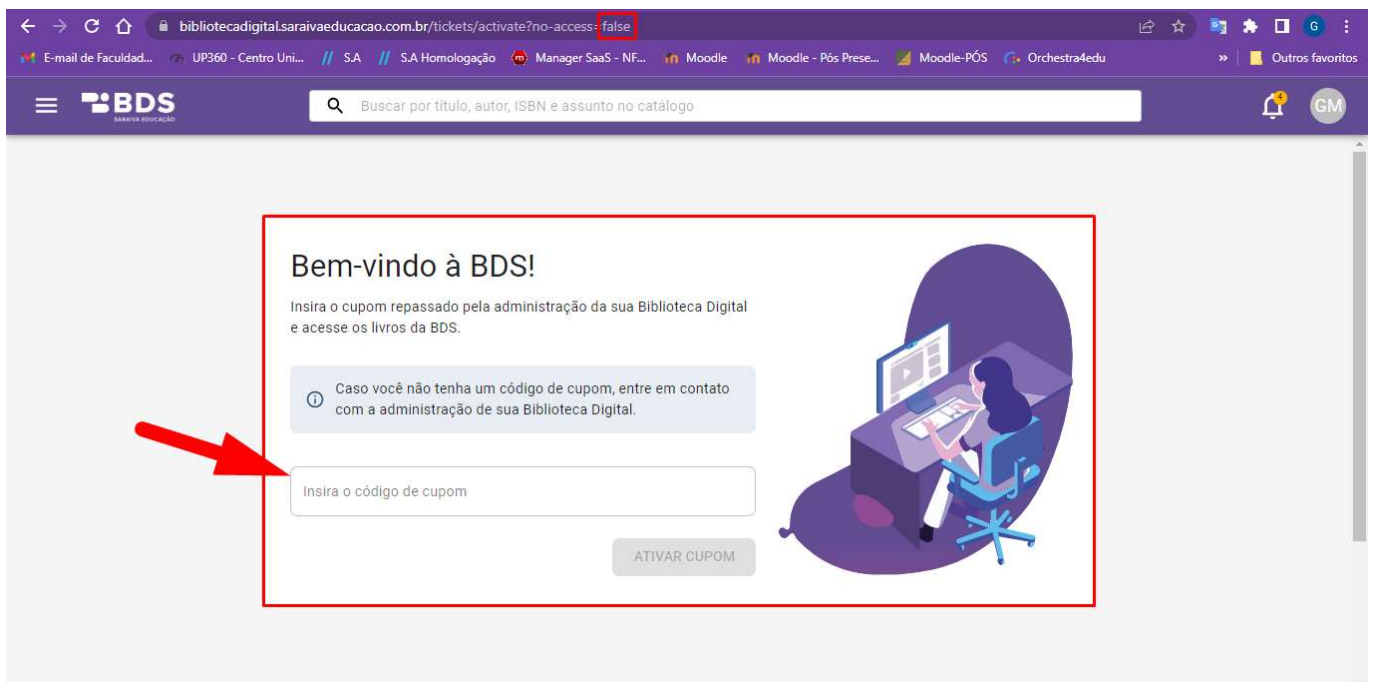 bibliotecadigital.saraivaeducacao.com.br/tickets/activate?no-access=false
G
E-mail de Faculdad... UP360 - Centro Uni... S.A S.A Homologação Manager SaaS - NF... Moodle Moodle - Pós Prese... Moodle-PÓS Orchestra4edu » Outros favoritos
BDS
SARAIVA EDUCAÇÃO
Buscar por título, autor, ISBN e assunto no catálogo
4
GM
Bem-vindo à BDS!
Insira o cupom repassado pela administração da sua Biblioteca Digital
e acesse os livros da BDS.
Caso você não tenha um código de cupom, entre em contato
com a administração de sua Biblioteca Digital.
Insira o código de cupom
ATIVAR CUPOM